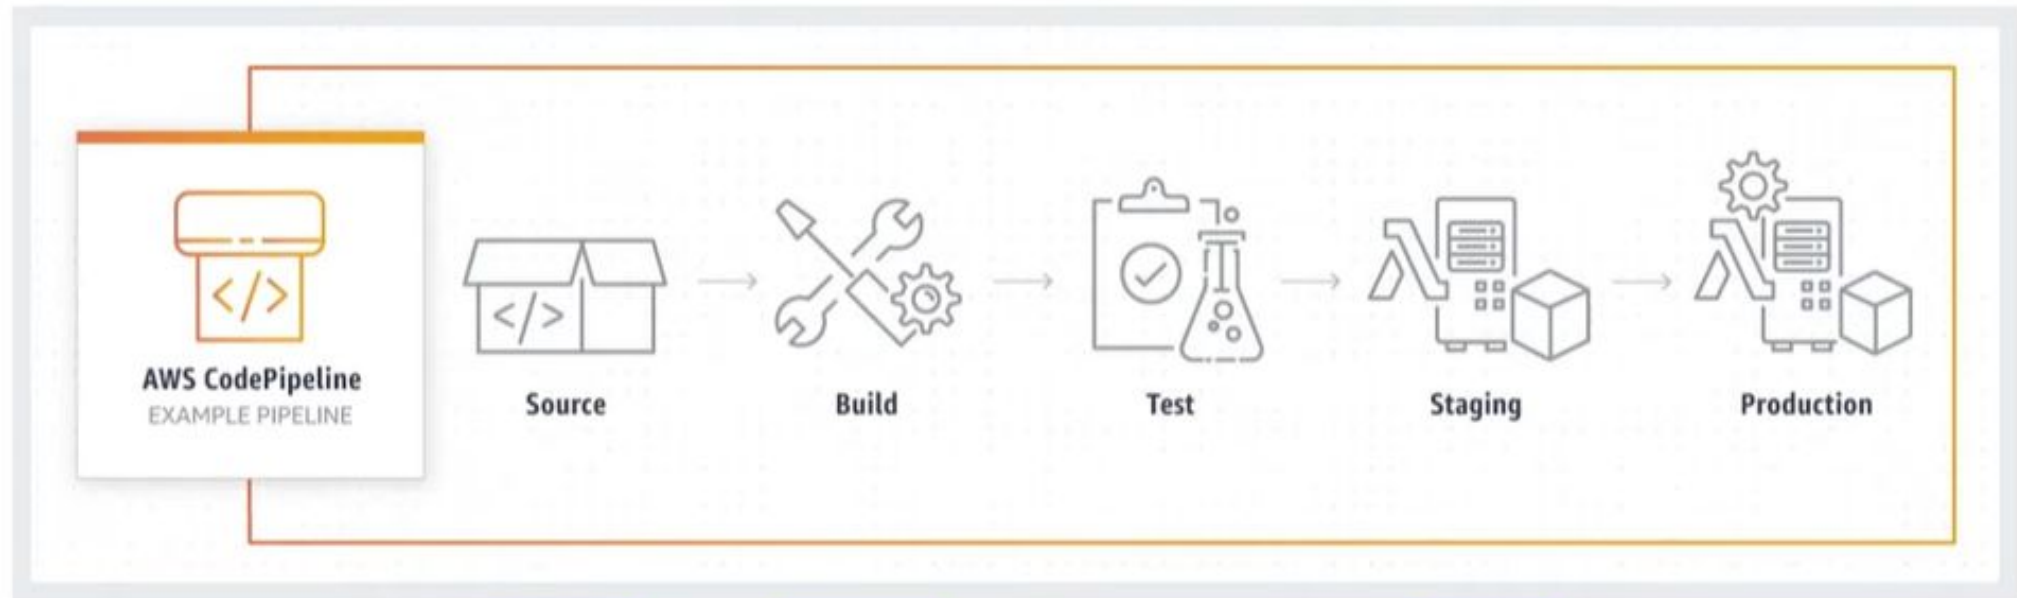 </>
AWS CodePipeline
EXAMPLE PIPELINE
</>
Source
Build
Test
Staging
Production